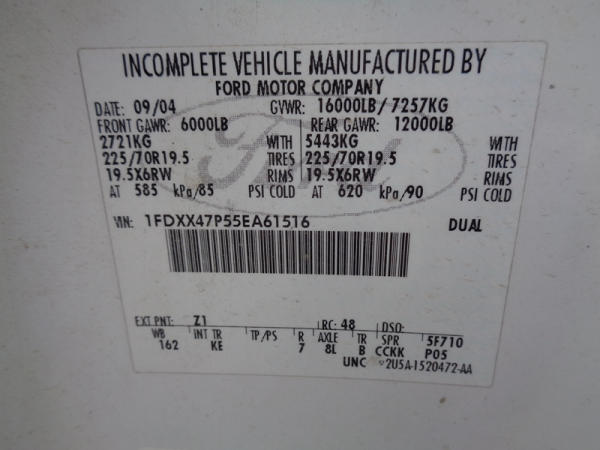 INCOMPLETE VEHICLE MANUFACTURED BY
FORD MOTOR COMPANY
DATE: 09/04 GVWR: 16000LB/7257KG
FRONT GAWR: 6000LB REAR GAWR: 12000LB
2721KG WITH 5443KG WITH
225/70R19.5 TIRES 225/70R19.5 TIRES
19.5X6RW RIMS 19.5X6RW RIMS
AT 585 kPa/85 PSI COLD AT 620 kPa/90 PSI COLD
VIN: 1FDXX47P55EA61516 DUAL
Ford
EXT PNT: Z1 RC: 48 DSO:
WB INT TR TP/PS R AXLE TR SPR 5F710
162 KE 7 8L B CCKK P05
UNC 2U5A-1520472-AA